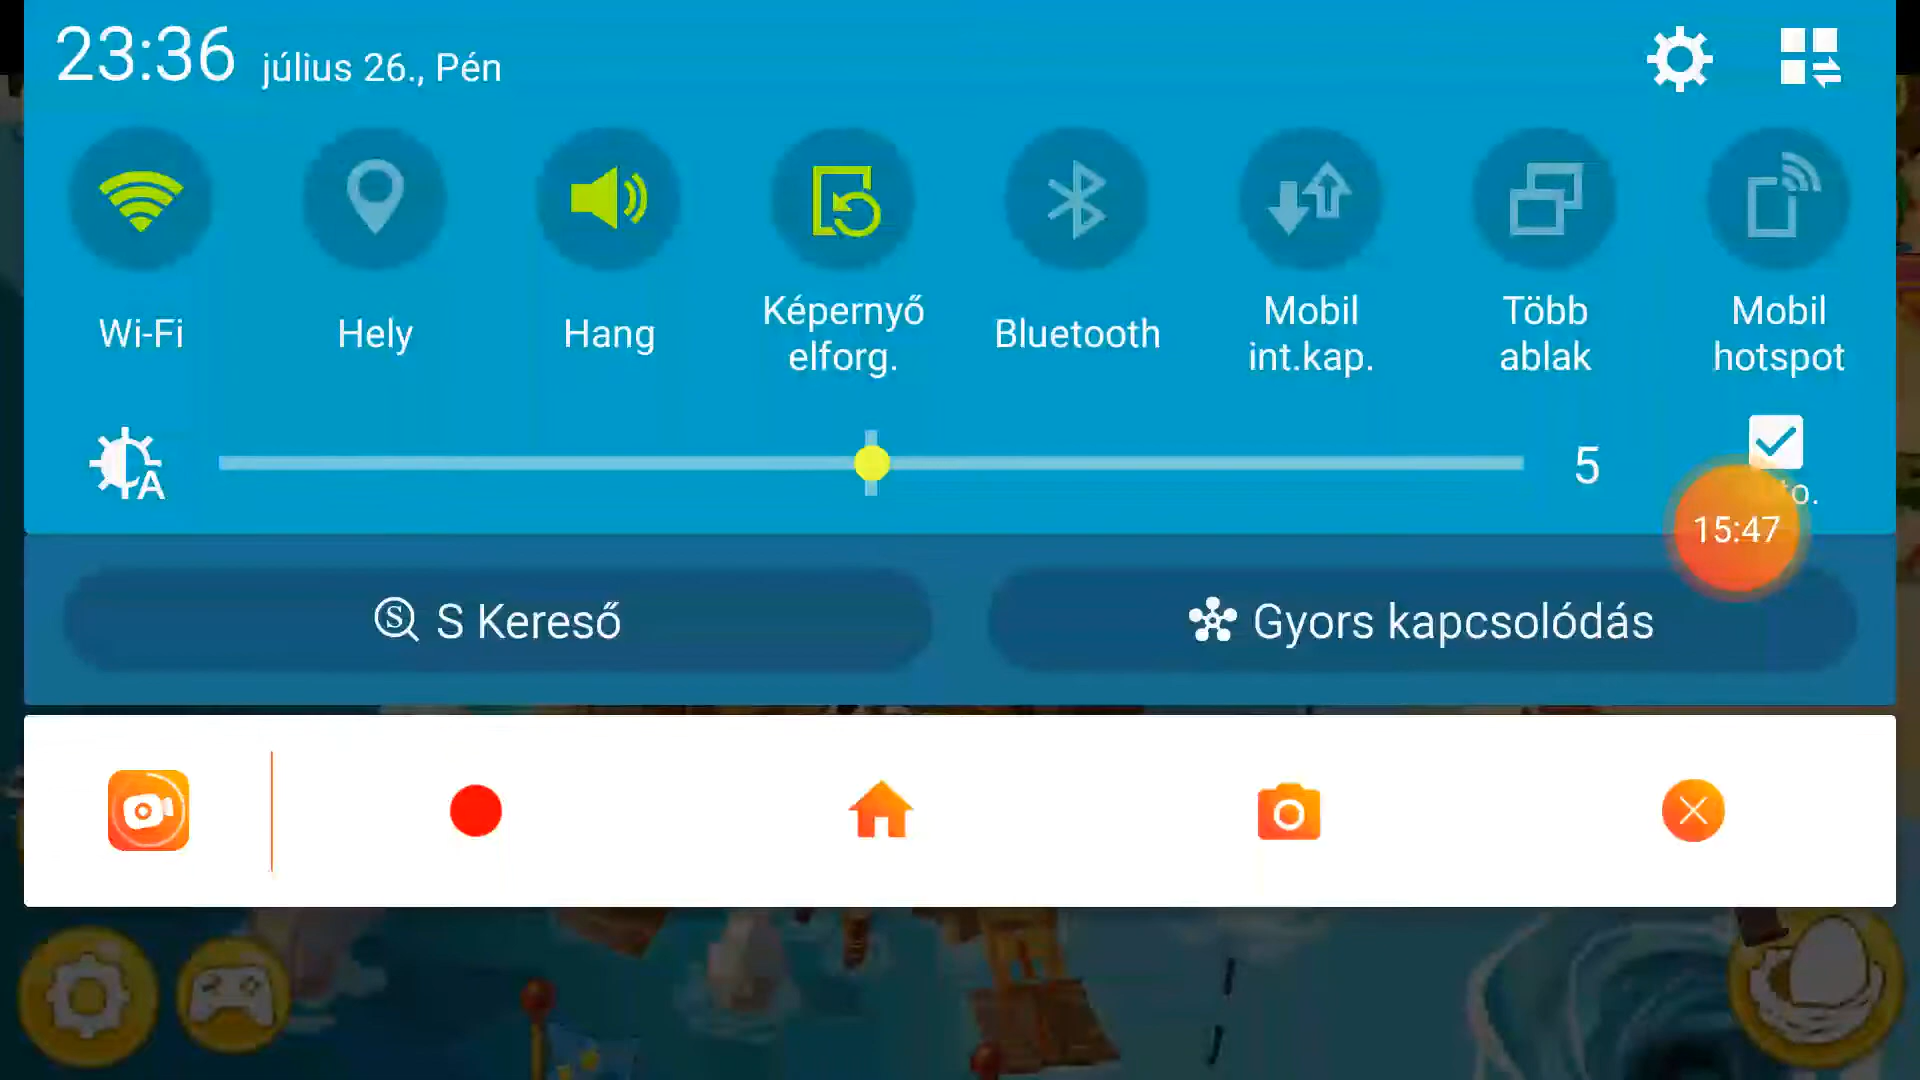 23:36 július 26., Pén
Wi-Fi
Hely
Hang
Képernyő
elforg.
Bluetooth
Mobil
int.kap.
Több
ablak
Mobil
hotspot
A
5
15:47
S Kereső
Gyors kapcsolódás